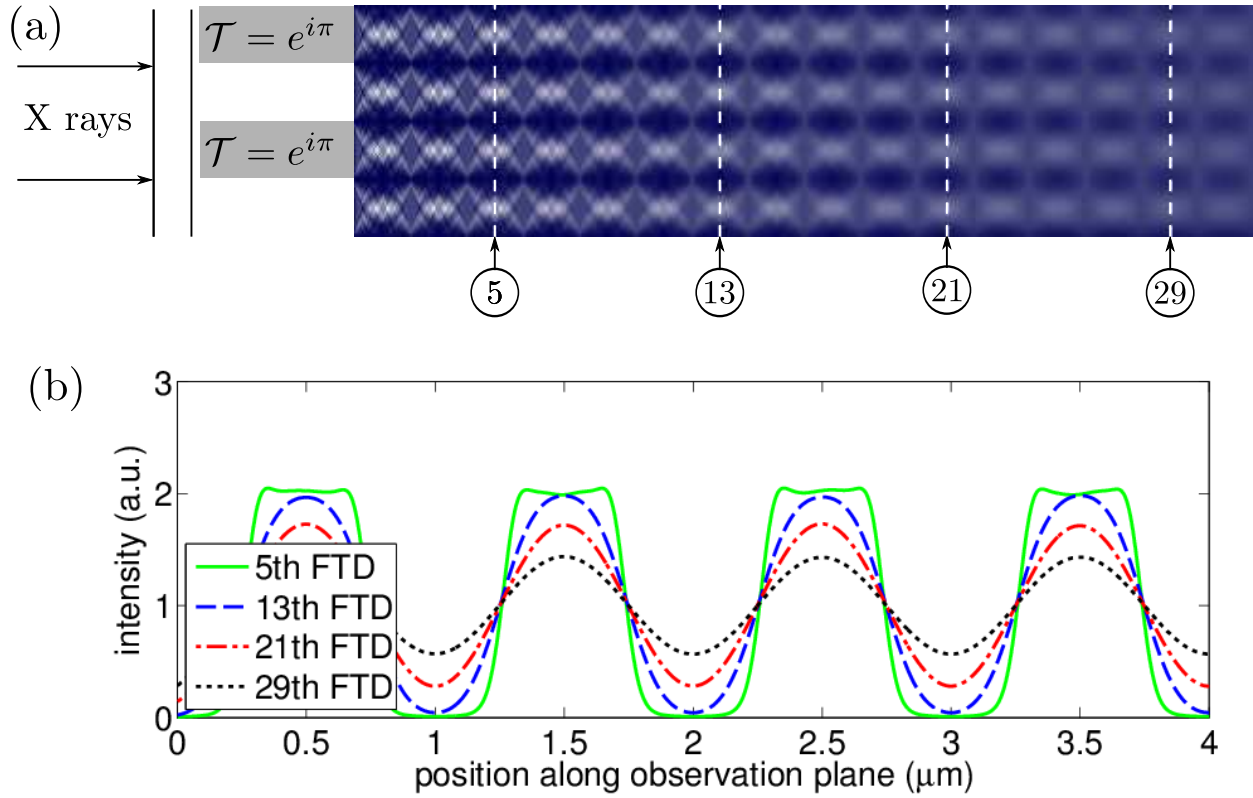 (a)
𝒯 = e^{iπ}
X rays
𝒯 = e^{iπ}
5 13 21 29
(b)
intensity (a.u.)
3
2
1
0
5th FTD
13th FTD
21th FTD
29th FTD
0 0.5 1 1.5 2 2.5 3 3.5 4
position along observation plane (μm)